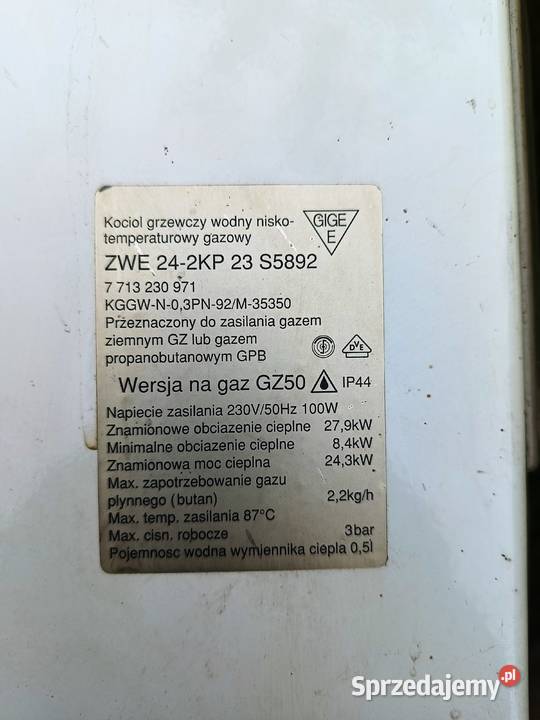 Kociol grzewczy wodny nisko-
temperaturowy gazowy
GIGE
E
ZWE 24-2KP 23 S5892
7 713 230 971
KGGW-N-0,3PN-92/M-35350
Przeznaczony do zasilania gazem
ziemnym GZ lub gazem
propanobutanowym GPB
DVE
Wersja na gaz GZ50 IP44
Napiecie zasilania 230V/50Hz 100W
Znamionowe obciazenie cieplne 27,9kW
Minimalne obciazenie cieplne 8,4kW
Znamionowa moc cieplna 24,3kW
Max. zapotrzebowanie gazu
plynnego (butan) 2,2kg/h
Max. temp. zasilania 87°C
Max. cisn. robocze 3bar
Pojemnosc wodna wymiennika ciepla 0,5l
Sprzedajemy.pl